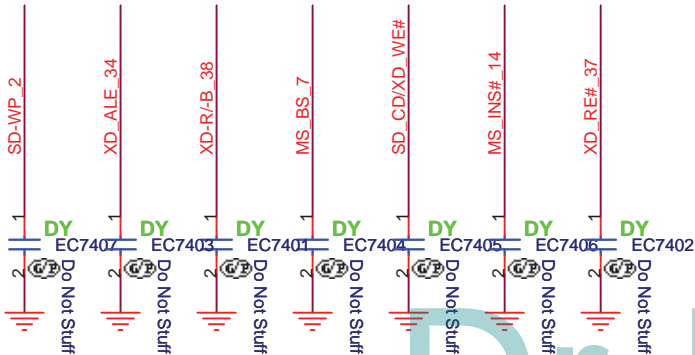 SD-WP_2
XD_ALE_34
XD-R/-B_38
MS_BS_7
SD_CD/XD_WE#
MS_INS#_14
XD_RE#_37
1 1 1 1 1 1 1
DY DY DY DY DY DY DY
EC7407 EC7403 EC7401 EC7404 EC7405 EC7406 EC7402
2 2 2 2 2 2 2
G/P G/P G/P G/P G/P G/P G/P
Do Not Stuff
Do Not Stuff
Do Not Stuff
Do Not Stuff
Do Not Stuff
Do Not Stuff
Do Not Stuff